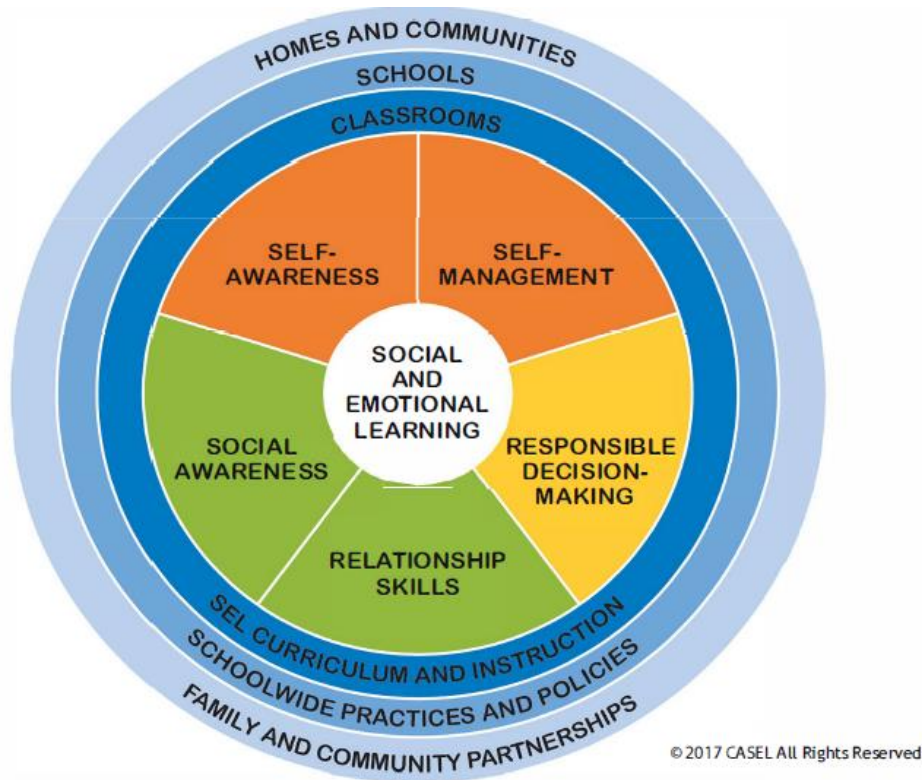 HOMES AND COMMUNITIES
SCHOOLS
CLASSROOMS
SELF-
AWARENESS
SELF-
MANAGEMENT
SOCIAL
AND
EMOTIONAL
LEARNING
SOCIAL
AWARENESS
RESPONSIBLE
DECISION-
MAKING
RELATIONSHIP
SKILLS
SEL CURRICULUM AND INSTRUCTION
SCHOOLWIDE PRACTICES AND POLICIES
FAMILY AND COMMUNITY PARTNERSHIPS
© 2017 CASEL All Rights Reserved